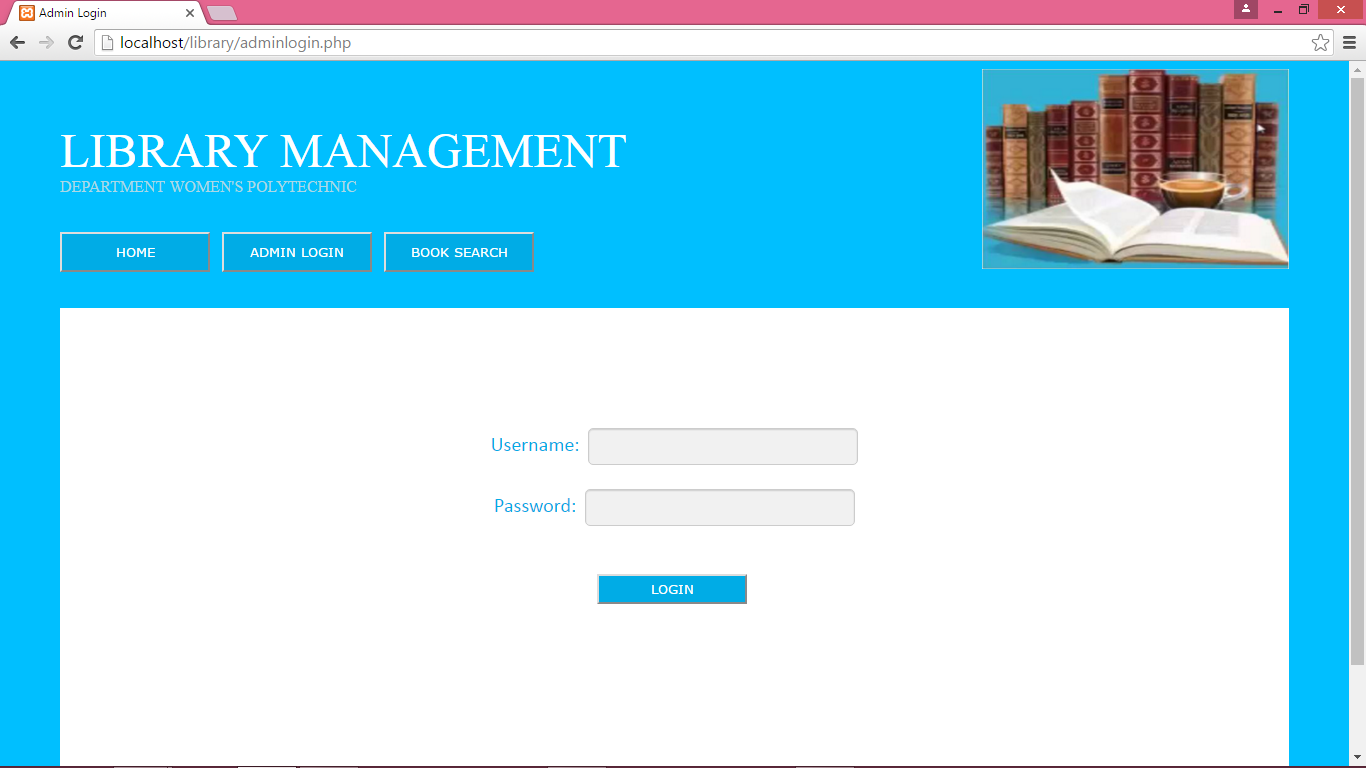 Admin Login
localhost/library/adminlogin.php
LIBRARY MANAGEMENT
DEPARTMENT WOMEN'S POLYTECHNIC
HOME ADMIN LOGIN BOOK SEARCH
Username:
Password:
LOGIN